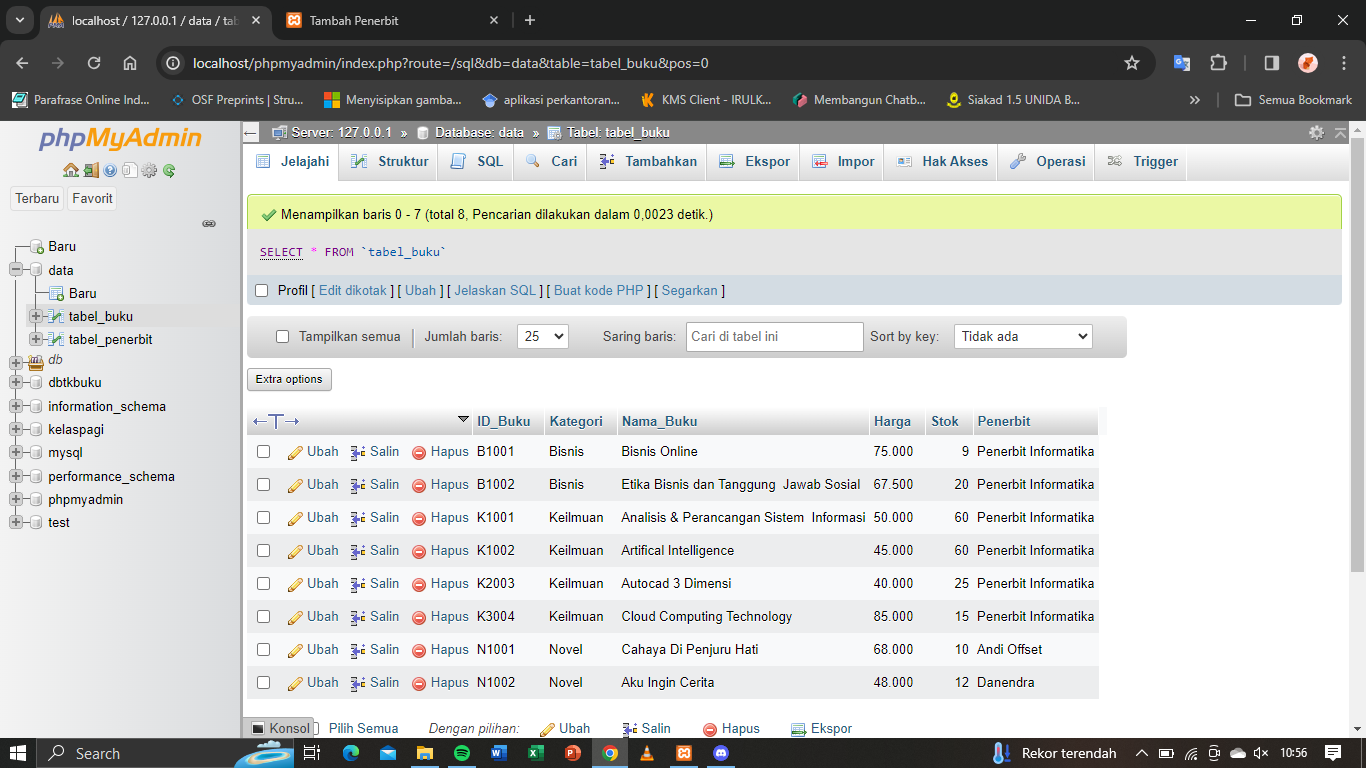 localhost / 127.0.0.1 / data / tab
Tambah Penerbit
localhost/phpmyadmin/index.php?route=/sql&db=data&table=tabel_buku&pos=0
Parafrase Online Ind... OSF Preprints | Stru... Menyisipkan gamba... aplikasi perkantoran... KMS Client - IRULK... Membangun Chatb... Siakad 1.5 UNIDA B... » Semua Bookmark
phpMyAdmin
Terbaru Favorit
Baru
data
Baru
tabel_buku
tabel_penerbit
db
dbtkbuku
information_schema
kelaspagi
mysql
performance_schema
phpmyadmin
test
Server: 127.0.0.1 » Database: data » Tabel: tabel_buku
Jelajahi Struktur SQL Cari Tambahkan Ekspor Impor Hak Akses Operasi Trigger
Menampilkan baris 0 - 7 (total 8, Pencarian dilakukan dalam 0,0023 detik.)
SELECT * FROM `tabel_buku`
Profil [ Edit dikotak ] [ Ubah ] [ Jelaskan SQL ] [ Buat kode PHP ] [ Segarkan ]
Tampilkan semua | Jumlah baris: 25 Saring baris: Cari di tabel ini Sort by key: Tidak ada
Extra options
←T→ ID_Buku Kategori Nama_Buku Harga Stok Penerbit
Ubah Salin Hapus B1001 Bisnis Bisnis Online 75.000 9 Penerbit Informatika
Ubah Salin Hapus B1002 Bisnis Etika Bisnis dan Tanggung Jawab Sosial 67.500 20 Penerbit Informatika
Ubah Salin Hapus K1001 Keilmuan Analisis & Perancangan Sistem Informasi 50.000 60 Penerbit Informatika
Ubah Salin Hapus K1002 Keilmuan Artifical Intelligence 45.000 60 Penerbit Informatika
Ubah Salin Hapus K2003 Keilmuan Autocad 3 Dimensi 40.000 25 Penerbit Informatika
Ubah Salin Hapus K3004 Keilmuan Cloud Computing Technology 85.000 15 Penerbit Informatika
Ubah Salin Hapus N1001 Novel Cahaya Di Penjuru Hati 68.000 10 Andi Offset
Ubah Salin Hapus N1002 Novel Aku Ingin Cerita 48.000 12 Danendra
Konsol Pilih Semua Dengan pilihan: Ubah Salin Hapus Ekspor
Search Rekor terendah 10:56